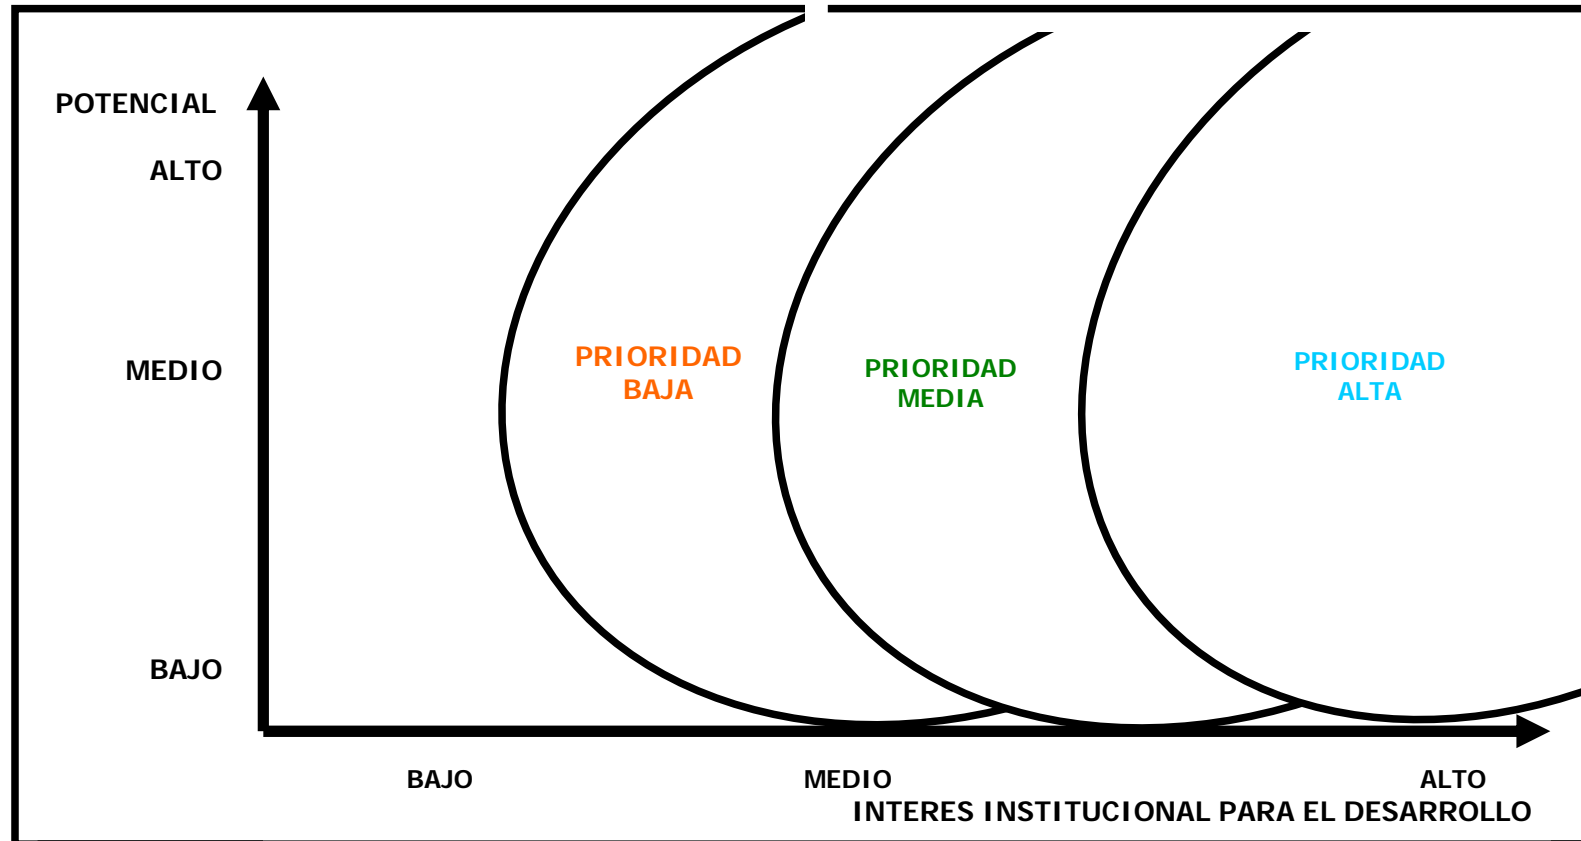 POTENCIAL
ALTO
MEDIO
BAJO
PRIORIDAD
BAJA
PRIORIDAD
MEDIA
PRIORIDAD
ALTA
BAJO
MEDIO
ALTO
INTERES INSTITUCIONAL PARA EL DESARROLLO